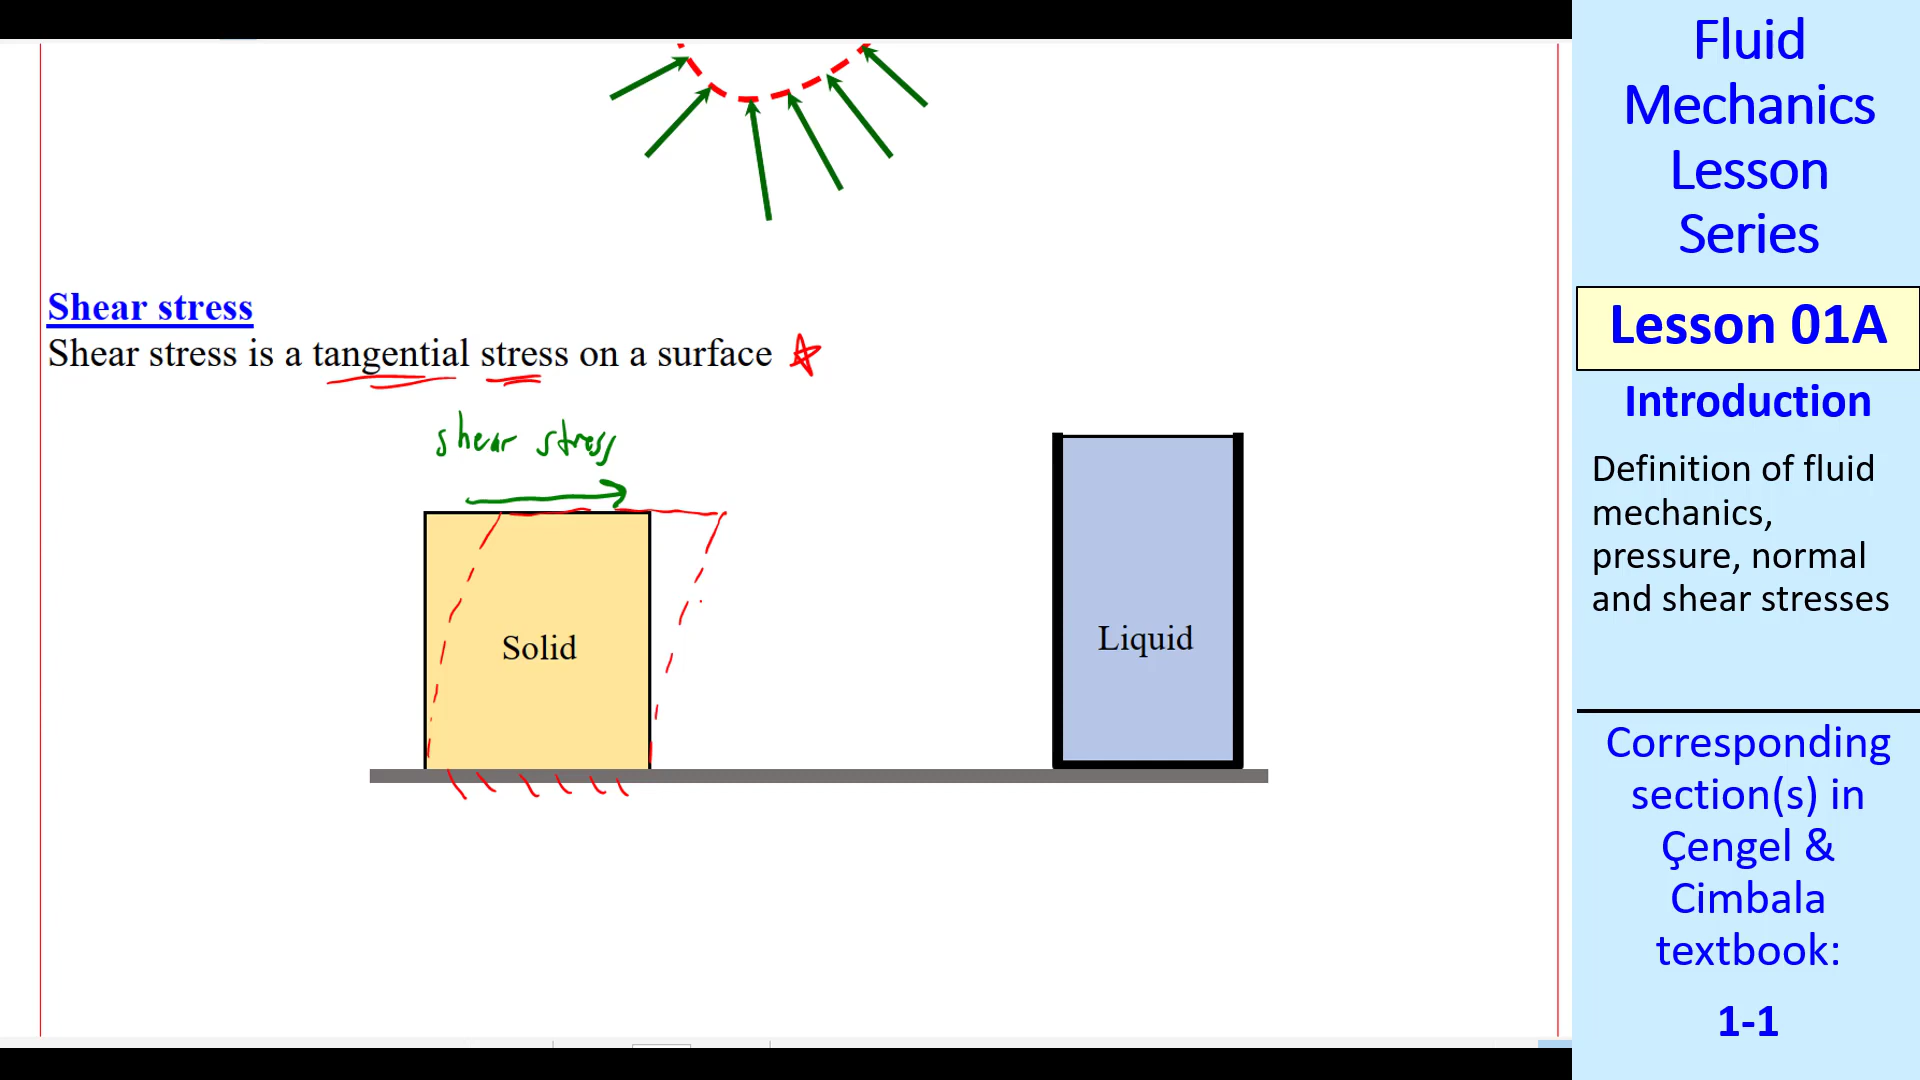 Shear stress
Shear stress is a tangential stress on a surface
shear stress
Solid
Liquid
Fluid
Mechanics
Lesson
Series
Lesson 01A
Introduction
Definition of fluid
mechanics,
pressure, normal
and shear stresses
Corresponding
section(s) in
Çengel &
Cimbala
textbook:
1-1